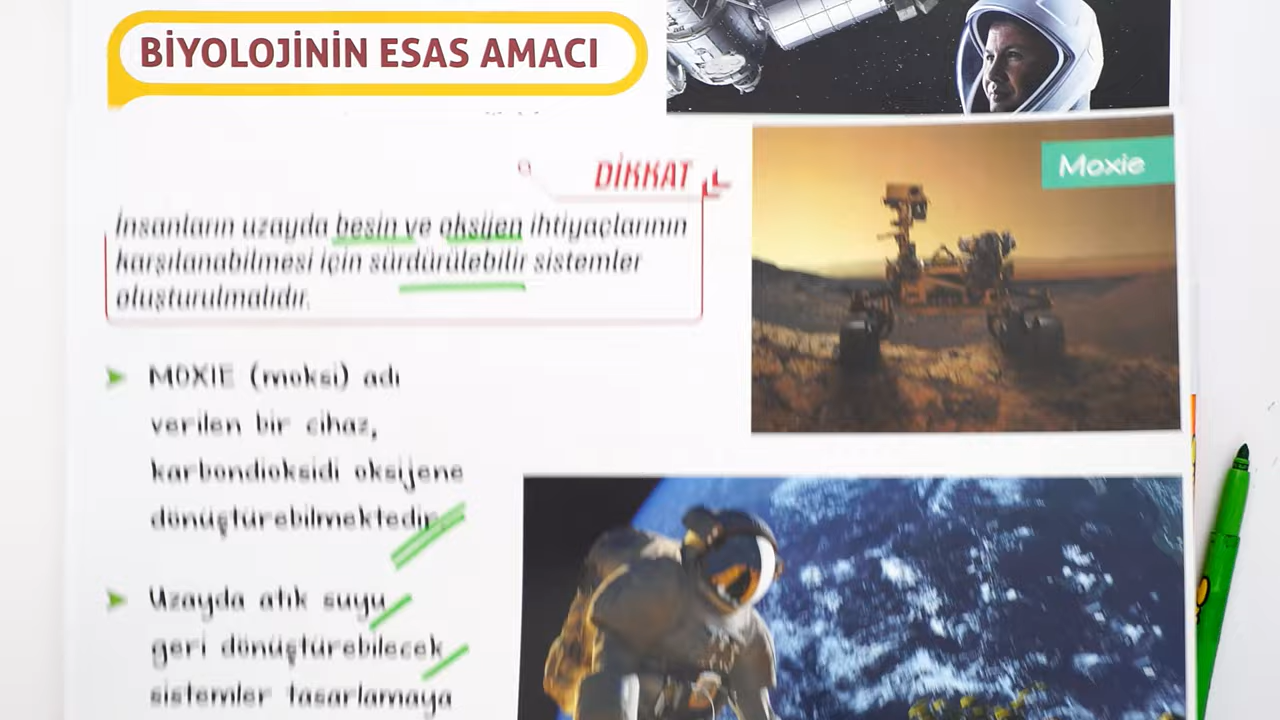 BİYOLOJİNİN ESAS AMACI
DİKKAT
Moxie
İnsanların uzayda besin ve oksijen ihtiyaçlarının
karşılanabilmesi için sürdürülebilir sistemler
oluşturulmalıdır.
MOXIE (moksi) adı
verilen bir cihaz,
karbondioksidi oksijene
dönüştürebilmektedir.
Uzayda atık suyu
geri dönüştürebilecek
sistemler tasarlamaya